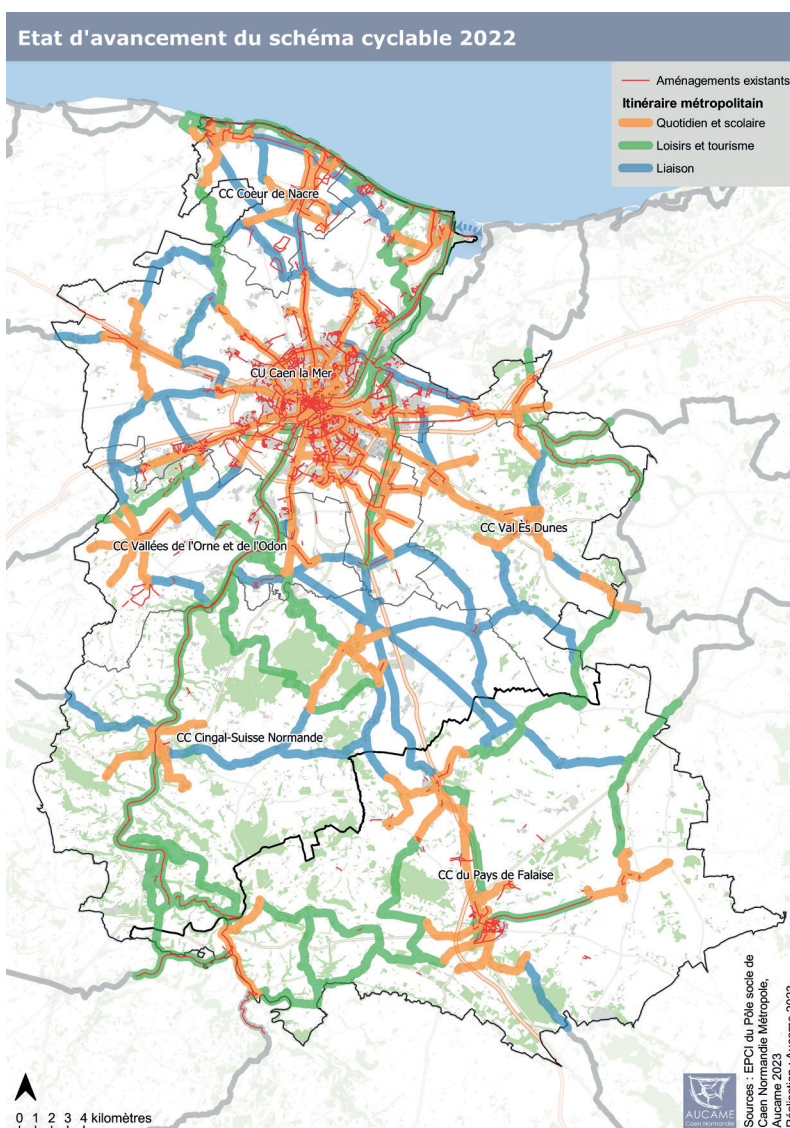 Etat d'avancement du schéma cyclable 2022
Aménagements existants
Itinéraire métropolitain
Quotidien et scolaire
Loisirs et tourisme
Liaison
CC Coeur de Nacre
CU Caen la Mer
CC Val Ès Dunes
CC Vallées de l'Orne et de l'Odon
CC Cingal-Suisse Normande
CC du Pays de Falaise
0 1 2 3 4 kilomètres
AUCAME
Caen Normandie
Sources : EPCI du Pôle socle de
Caen Normandie Métropole,
Aucame 2023